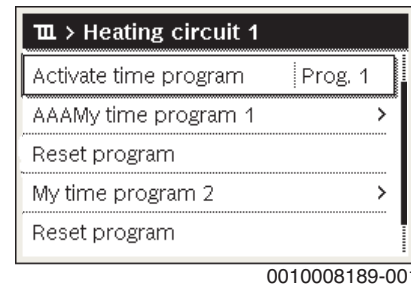 > Heating circuit 1
Activate time program Prog. 1
AAAMy time program 1 >
Reset program
My time program 2 >
Reset program
0010008189-001